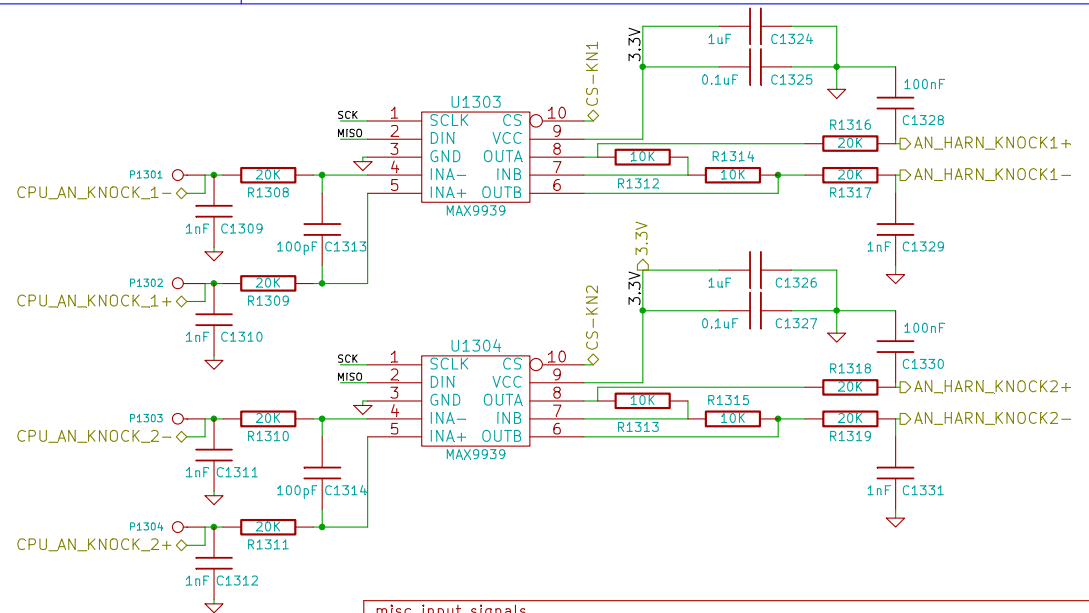 1uF C1324
3.3V
CS-KN1
0.1uF C1325
100nF
C1328
U1303
SCK 1 SCLK CS 10
MISO 2 DIN VCC 9
3 GND OUTA 8
4 INA- INB 7
5 INA+ OUTB 6
MAX9939
10K
R1312
R1314
10K
R1316
20K
AN_HARN_KNOCK1+
20K
R1317
AN_HARN_KNOCK1-
P1301
CPU_AN_KNOCK_1-
20K
R1308
1nF C1309
100pF C1313
1nF C1329
P1302
CPU_AN_KNOCK_1+
20K
R1309
1nF C1310
3.3V
3.3V
CS-KN2
1uF C1326
0.1uF C1327
100nF
C1330
U1304
SCK 1 SCLK CS 10
MISO 2 DIN VCC 9
3 GND OUTA 8
4 INA- INB 7
5 INA+ OUTB 6
MAX9939
10K
R1313
R1315
10K
R1318
20K
AN_HARN_KNOCK2+
20K
R1319
AN_HARN_KNOCK2-
P1303
CPU_AN_KNOCK_2-
20K
R1310
1nF C1311
100pF C1314
1nF C1331
P1304
CPU_AN_KNOCK_2+
20K
R1311
1nF C1312
misc input signals